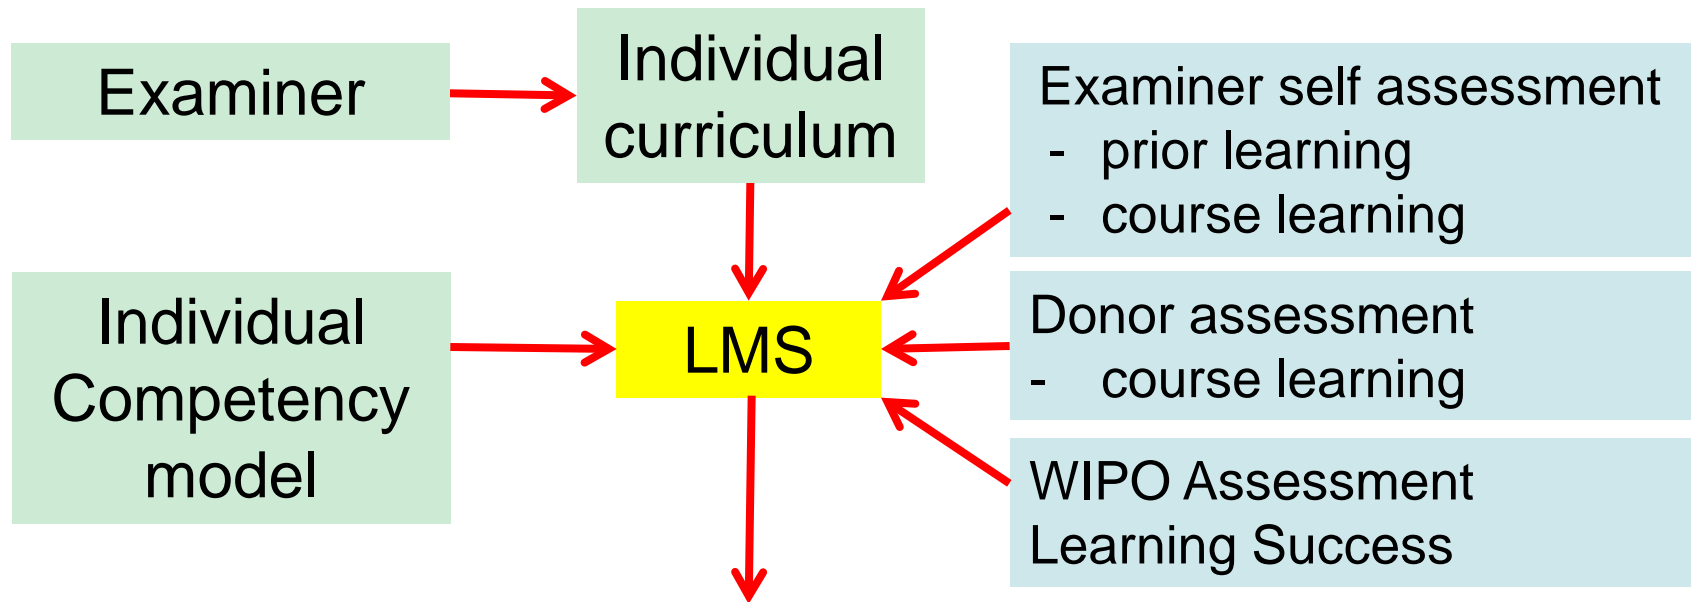 Examiner
Individual
curriculum
Examiner self assessment
- prior learning
- course learning
Individual
Competency
model
LMS
Donor assessment
- course learning
WIPO Assessment
Learning Success